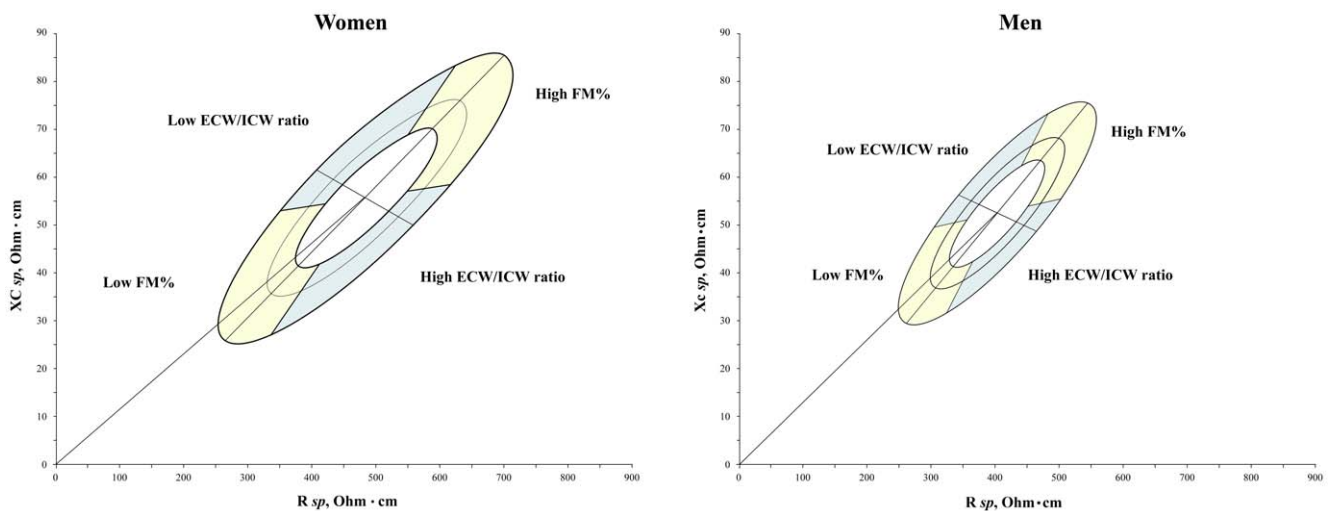 Women
90
80
70
60
50
40
30
20
10
0
XC sp, Ohm · cm
Low ECW/ICW ratio
High FM%
Low FM%
High ECW/ICW ratio
0 100 200 300 400 500 600 700 800 900
R sp, Ohm · cm
Men
90
80
70
60
50
40
30
20
10
0
Xc sp, Ohm·cm
Low ECW/ICW ratio
High FM%
Low FM%
High ECW/ICW ratio
0 100 200 300 400 500 600 700 800 900
R sp, Ohm·cm